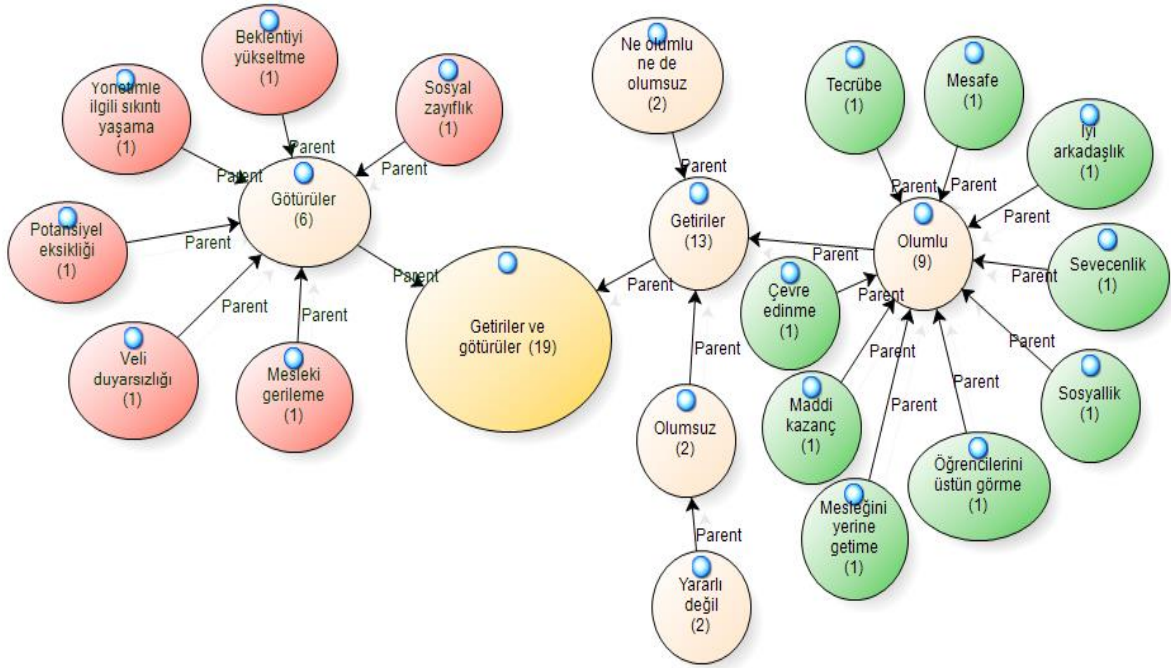 Beklentiyi
yükseltme
(1)
Yönetimle
ilgili sıkıntı
yaşama
(1)
Sosyal
zayıflık
(1)
Parent
Parent
Parent
Götürüler
(6)
Potansiyel
eksikliği
(1)
Parent
Parent
Veli
duyarsızlığı
(1)
Parent
Parent
Mesleki
gerileme
(1)
Getiriler ve
götürüler (19)
Ne olumlu
ne de
olumsuz
(2)
Parent
Getiriler
(13)
Parent
Parent
Parent
Olumsuz
(2)
Parent
Yararlı
değil
(2)
Tecrübe
(1)
Mesafe
(1)
İyi
arkadaşlık
(1)
Parent
Parent
Parent
Olumlu
(9)
Sevecenlik
(1)
Parent
Çevre
edinme
(1)
Parent
Parent
Parent
Sosyallik
(1)
Maddi
kazanç
(1)
Parent
Parent
Öğrencilerini
üstün görme
(1)
Mesleğini
yerine
getime
(1)